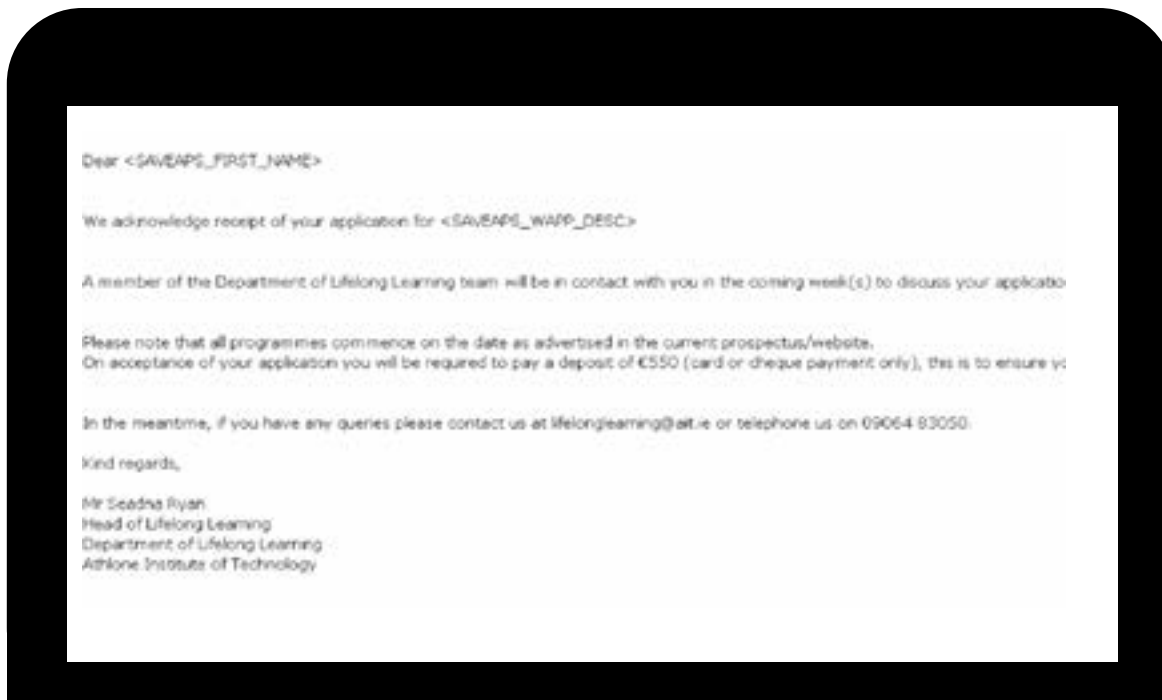 Dear <SAVEAPS_FIRST_NAME>
We acknowledge receipt of your application for <SAVEAPS_WAPP_DESC>
A member of the Department of Lifelong Learning team will be in contact with you in the coming week(s) to discuss your applicatio
Please note that all programmes commence on the date as advertised in the current prospectus/website.
On acceptance of your application you will be required to pay a deposit of €550 (card or cheque payment only), this is to ensure yo
In the meantime, if you have any queries please contact us at lifelonglearning@ait.ie or telephone us on 09064 83050.
Kind regards,
Mr Seadna Ryan
Head of Lifelong Learning
Department of Lifelong Learning
Athlone Institute of Technology